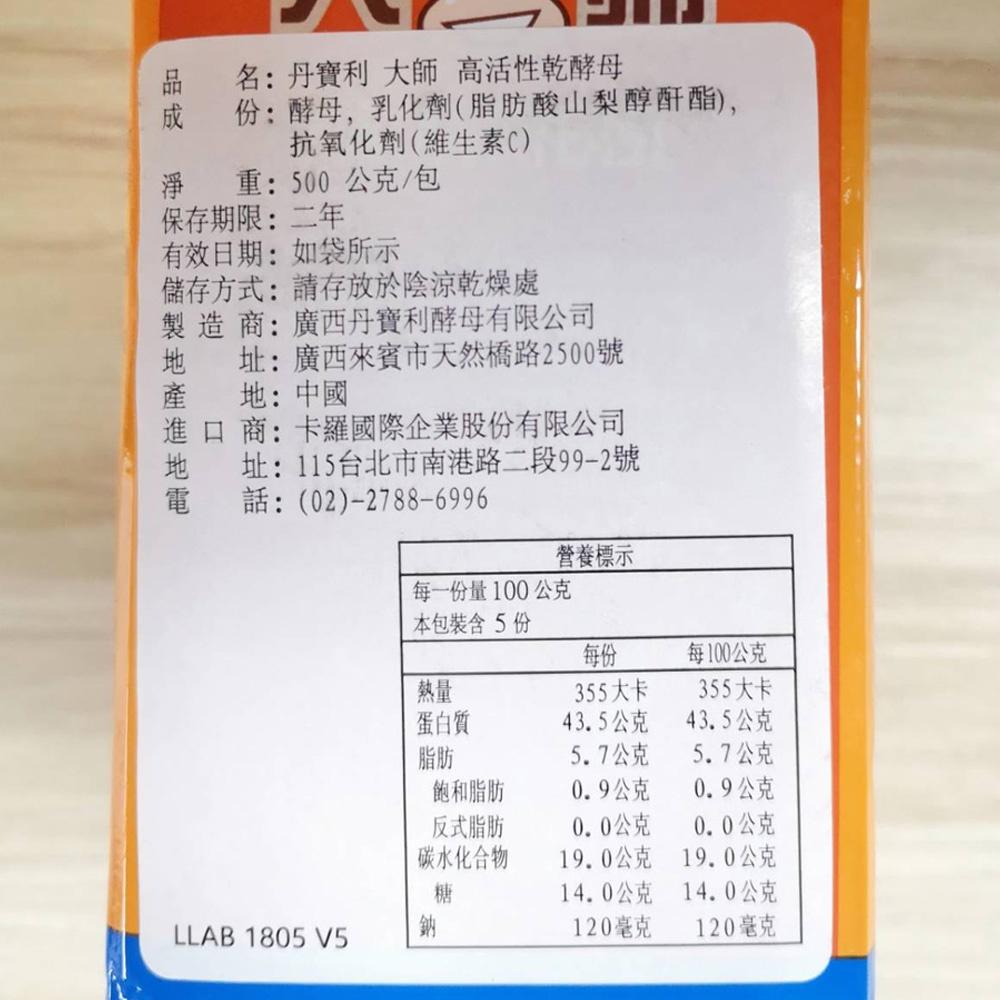 大師
品名：丹寶利 大師 高活性乾酵母
成份：酵母，乳化劑(脂肪酸山梨醇酐酯)，
抗氧化劑(維生素C)
淨重：500 公克/包
保存期限：二年
有效日期：如袋所示
儲存方式：請存放於陰涼乾燥處
製造商：廣西丹寶利酵母有限公司
地址：廣西來賓市天然橋路2500號
產地：中國
進口商：卡羅國際企業股份有限公司
地址：115台北市南港路二段99-2號
電話：(02)-2788-6996
營養標示
每一份量100公克
本包裝含 5 份
每份 每100公克
熱量 355大卡 355大卡
蛋白質 43.5公克 43.5公克
脂肪 5.7公克 5.7公克
飽和脂肪 0.9公克 0.9公克
反式脂肪 0.0公克 0.0公克
碳水化合物 19.0公克 19.0公克
糖 14.0公克 14.0公克
鈉 120毫克 120毫克
LLAB 1805 V5